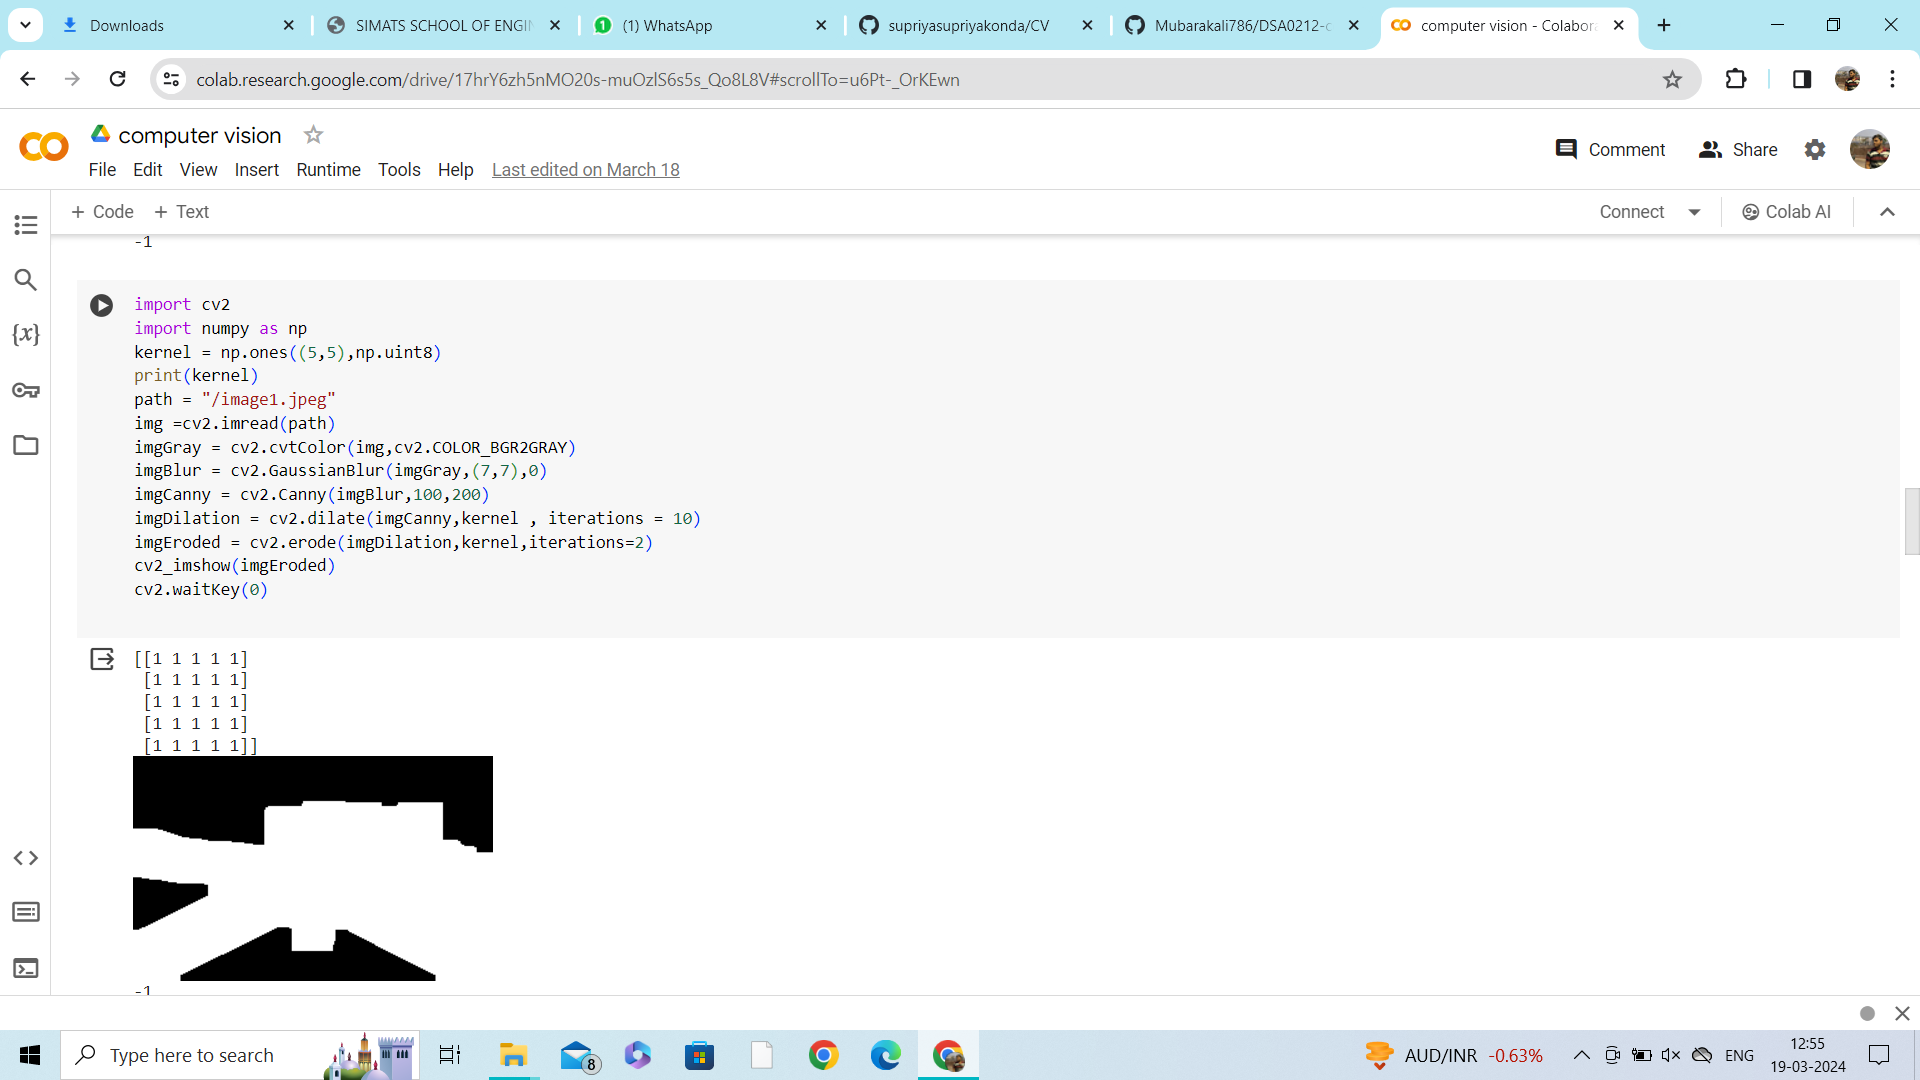 Downloads
SIMATS SCHOOL OF ENGIN
(1) WhatsApp
supriyasupriyakonda/CV
Mubarakali786/DSA0212-c
computer vision - Colabora
colab.research.google.com/drive/17hrY6zh5nMO20s-muOzlS6s5s_Qo8L8V#scrollTo=u6Pt-_OrKEwn
computer vision
Comment
Share
File Edit View Insert Runtime Tools Help Last edited on March 18
+ Code + Text
Connect
Colab AI
-1
import cv2
import numpy as np
kernel = np.ones((5,5),np.uint8)
print(kernel)
path = "/image1.jpeg"
img =cv2.imread(path)
imgGray = cv2.cvtColor(img,cv2.COLOR_BGR2GRAY)
imgBlur = cv2.GaussianBlur(imgGray,(7,7),0)
imgCanny = cv2.Canny(imgBlur,100,200)
imgDilation = cv2.dilate(imgCanny,kernel , iterations = 10)
imgEroded = cv2.erode(imgDilation,kernel,iterations=2)
cv2_imshow(imgEroded)
cv2.waitKey(0)
[[1 1 1 1 1]
[1 1 1 1 1]
[1 1 1 1 1]
[1 1 1 1 1]
[1 1 1 1 1]]
-1
Type here to search
8
AUD/INR -0.63%
ENG
12:55
19-03-2024